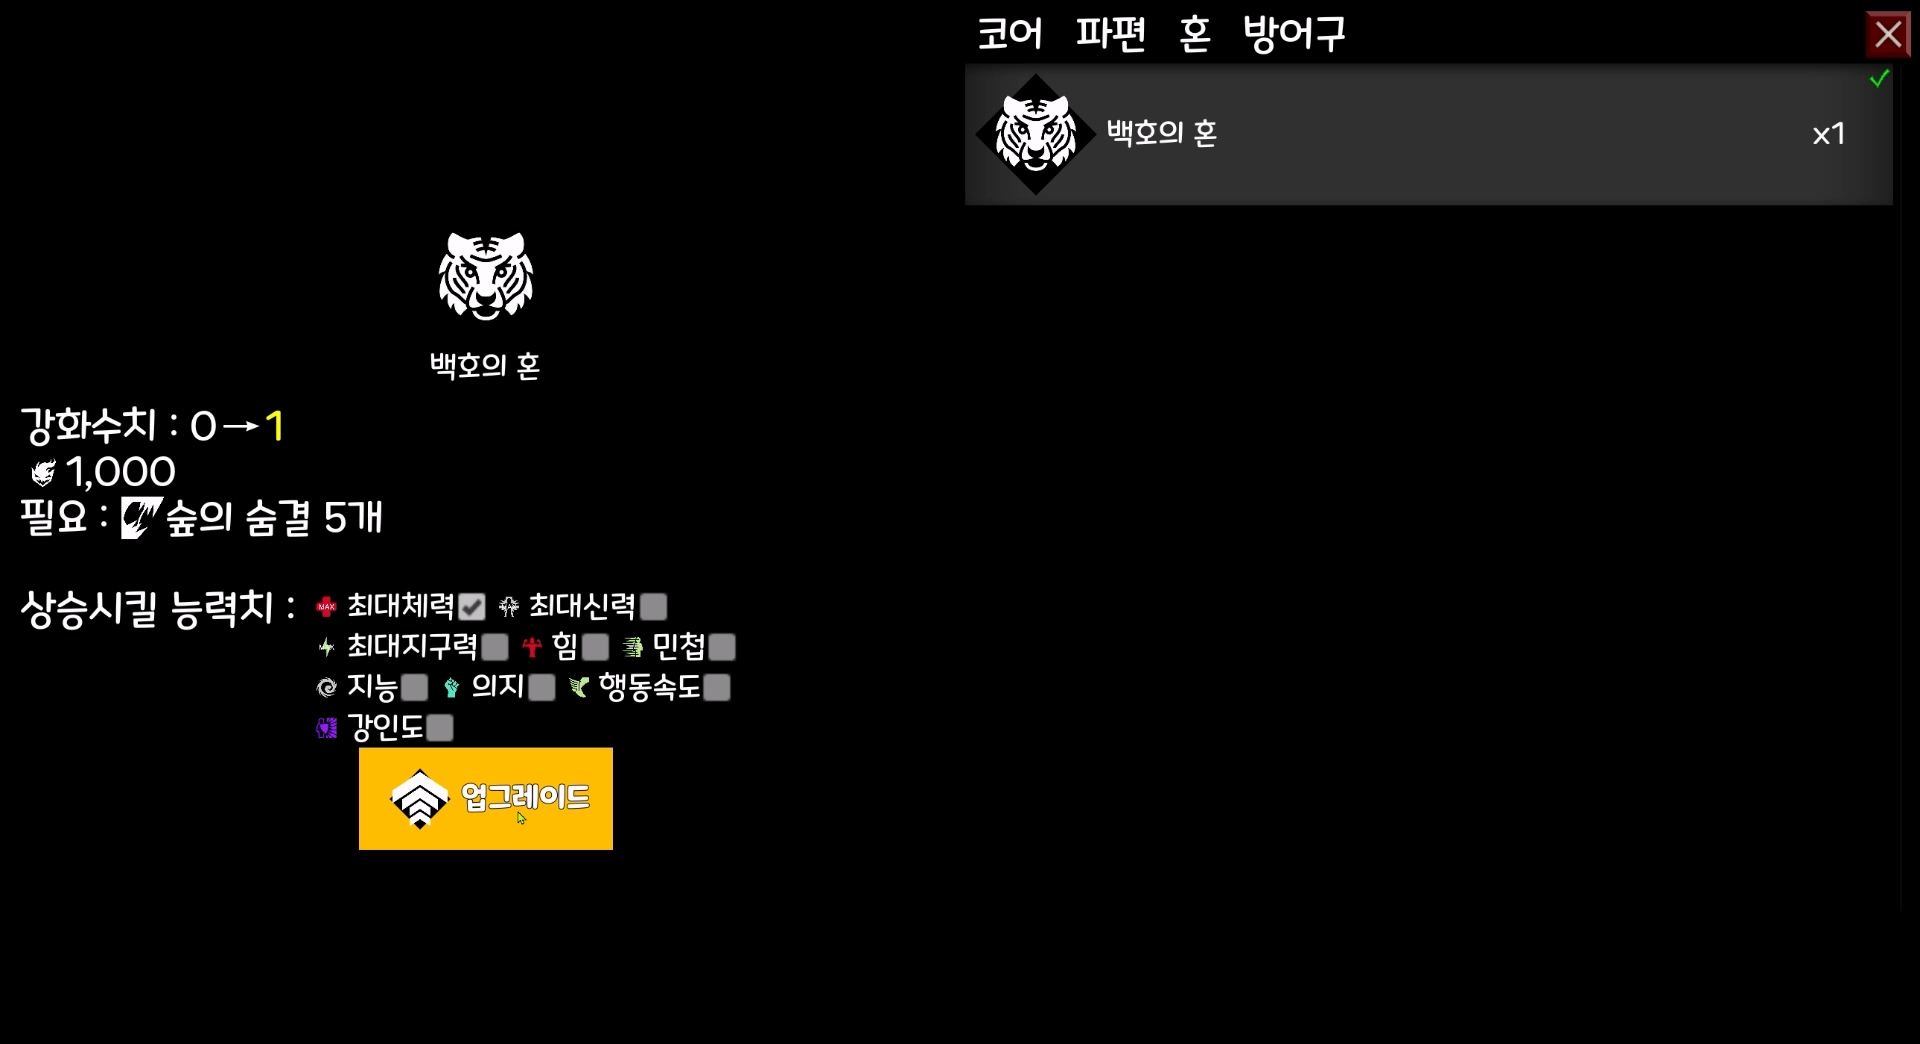 코어 파편 혼 방어구
백호의 혼 x1
백호의 혼
강화수치 : 0→1
1,000
필요 : 숲의 숨결 5개
상승시킬 능력치 : MAX 최대체력 최대신력
최대지구력 힘 민첩
지능 의지 행동속도
강인도
업그레이드